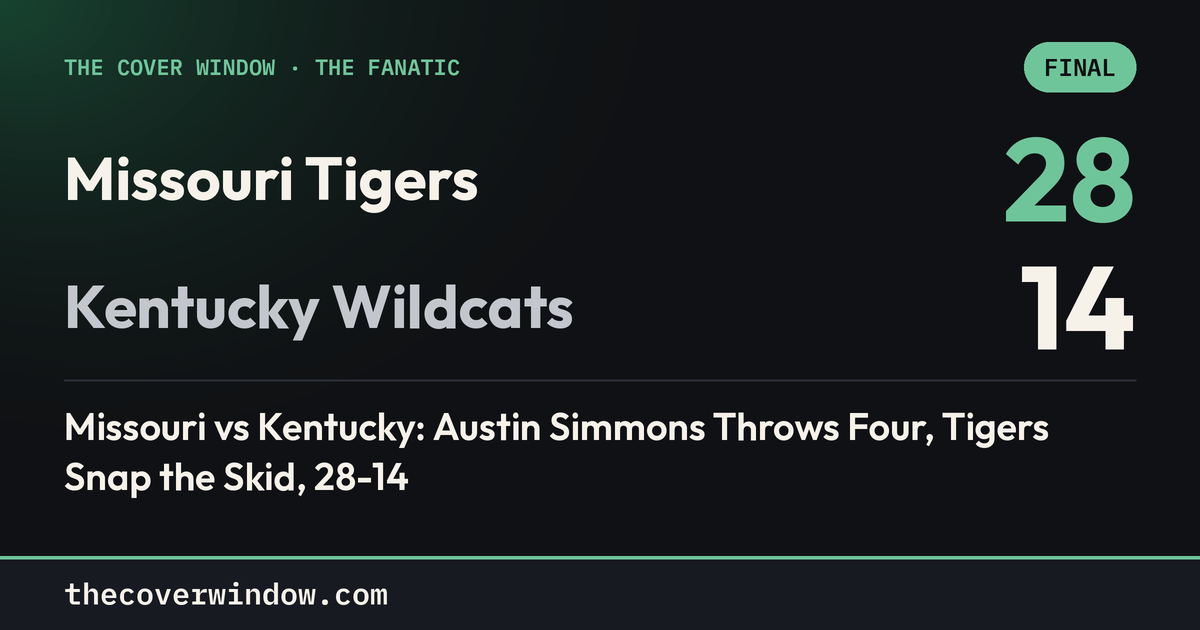 THE COVER WINDOW · THE FANATIC
FINAL
Missouri Tigers
28
Kentucky Wildcats
14
Missouri vs Kentucky: Austin Simmons Throws Four, Tigers
Snap the Skid, 28-14
thecoverwindow.com